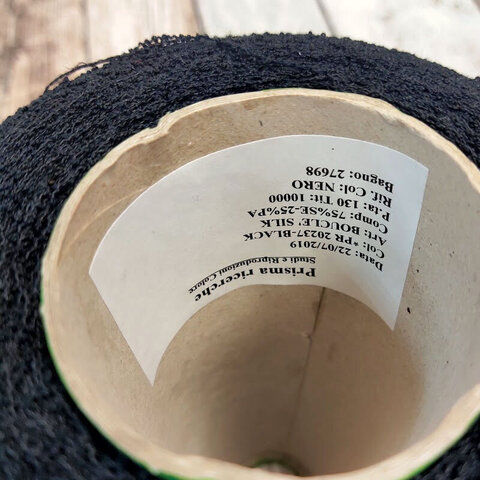 Prisma ricerche
Studi e Riproduzioni Colore
Data: 22/07/2019
Col: *PR 20237-BLACK
Art: BOUCLE' SILK
Comp: 75%SE-25%PA
P.ta: 130 Tit: 10000
Rif. Col: NERO
Bagno: 27698